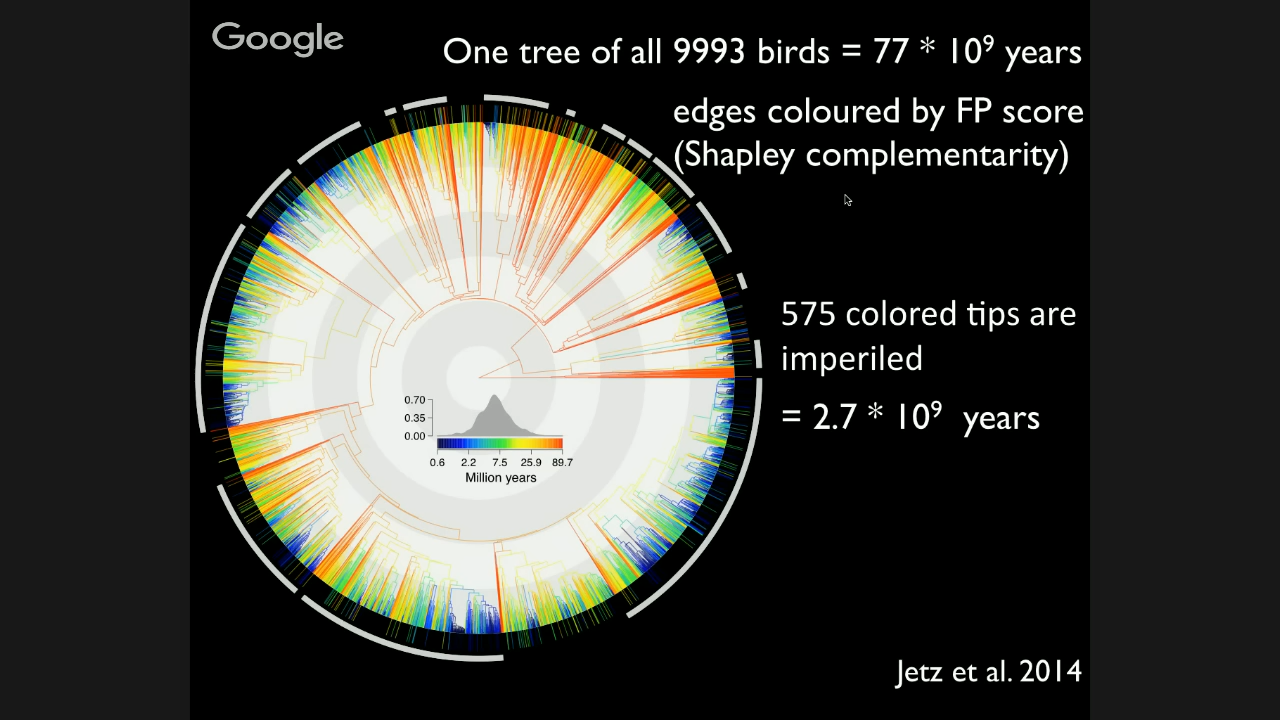 Google
One tree of all 9993 birds = 77 * 10⁹ years
edges coloured by FP score
(Shapley complementarity)
575 colored tips are
imperiled
= 2.7 * 10⁹ years
0.70
0.35
0.00
0.6 2.2 7.5 25.9 89.7
Million years
Jetz et al. 2014